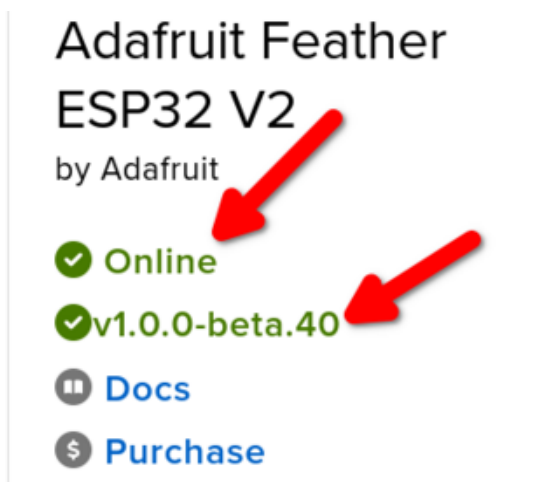 Adafruit Feather
ESP32 V2
by Adafruit
Online
v1.0.0-beta.40
Docs
$ Purchase